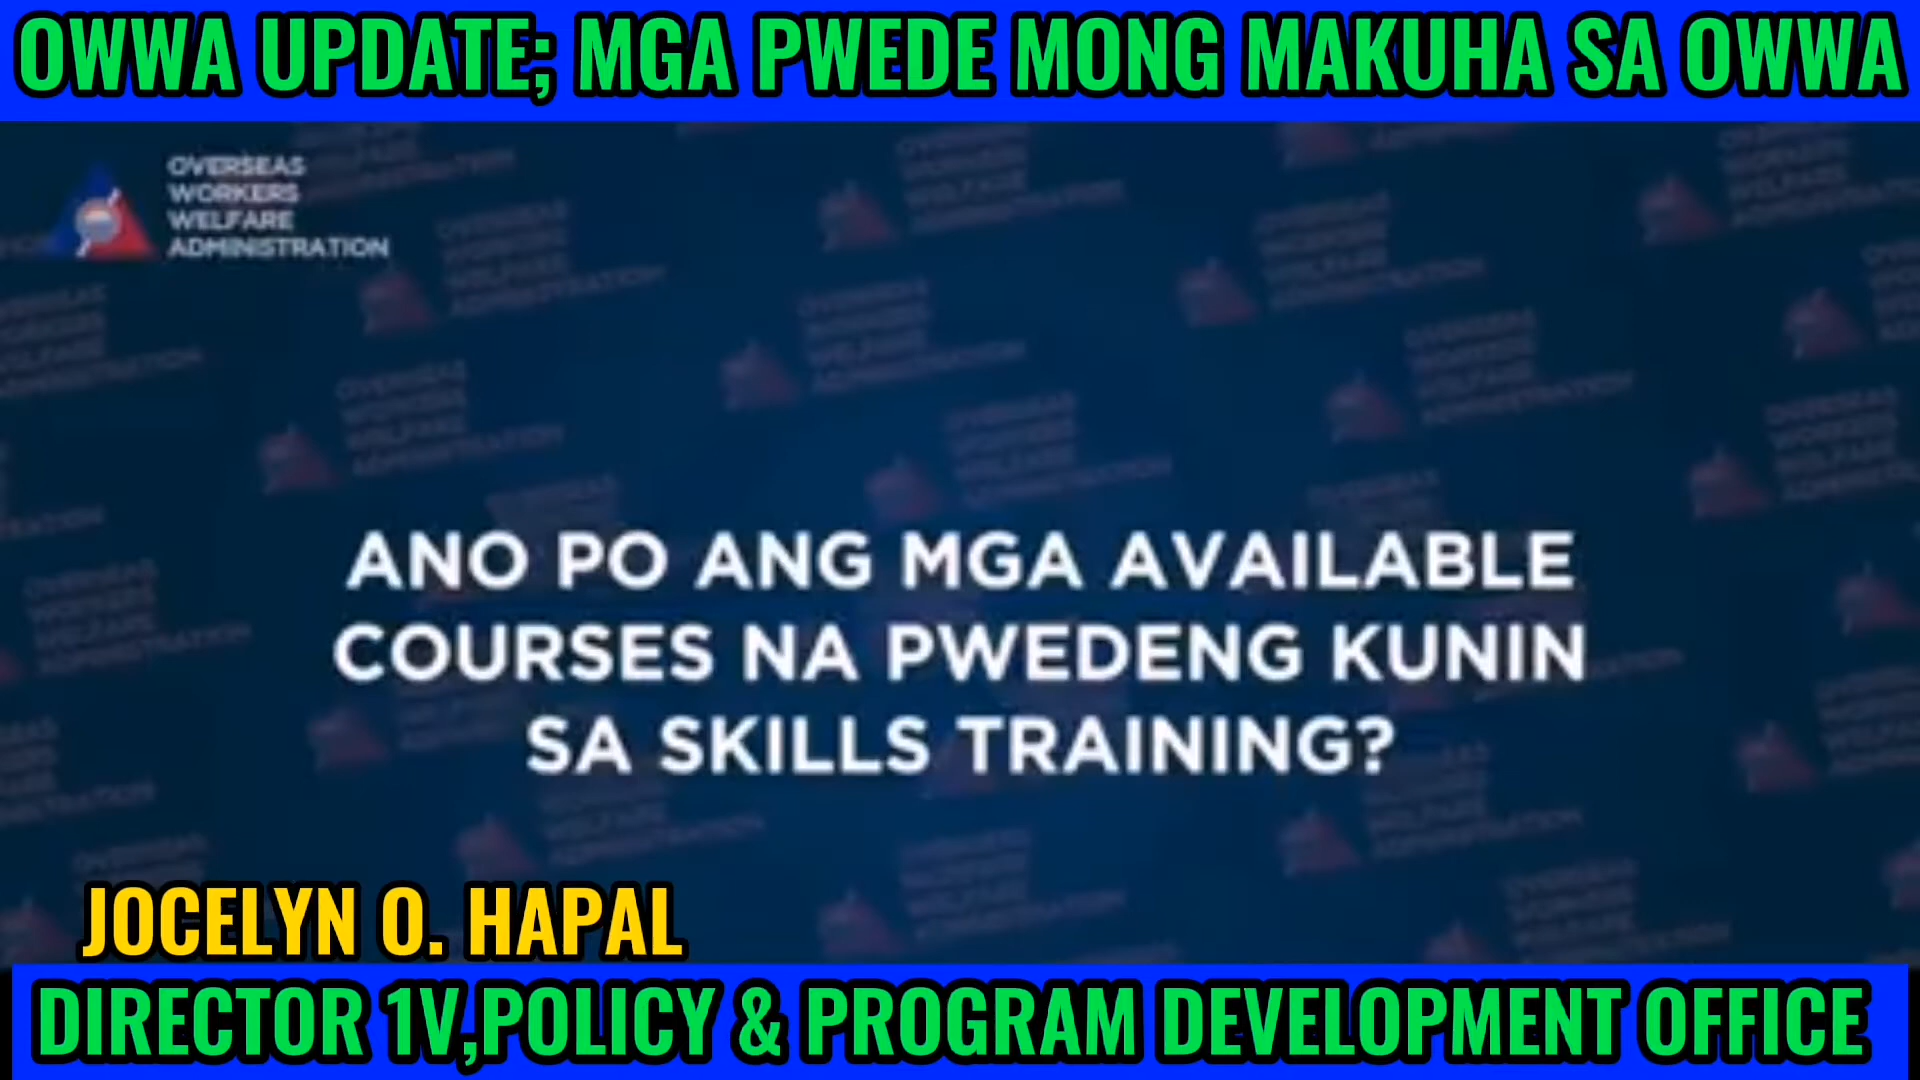 OWWA UPDATE; MGA PWEDE MONG MAKUHA SA OWWA
OVERSEAS
WORKERS
WELFARE
ADMINISTRATION
ANO PO ANG MGA AVAILABLE
COURSES NA PWEDENG KUNIN
SA SKILLS TRAINING?
JOCELYN O. HAPAL
DIRECTOR 1V,POLICY & PROGRAM DEVELOPMENT OFFICE